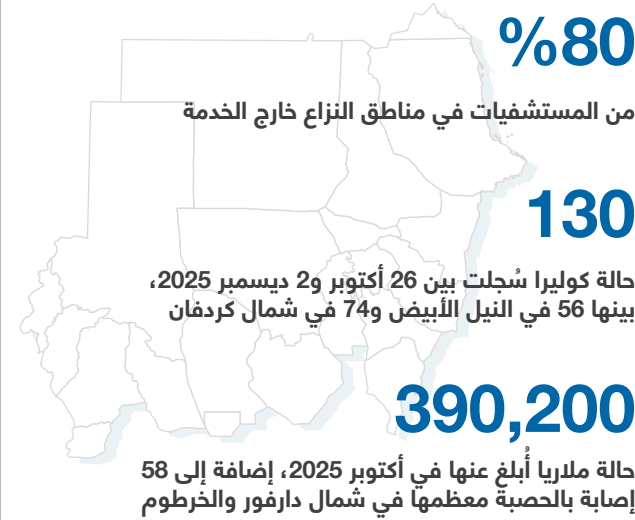 %80
من المستشفيات في مناطق النزاع خارج الخدمة
130
حالة كوليرا سُجلت بين 26 أكتوبر و2 ديسمبر 2025،
بينها 56 في النيل الأبيض و74 في شمال كردفان
390,200
حالة ملاريا أُبلغ عنها في أكتوبر 2025، إضافة إلى 58
إصابة بالحصبة معظمها في شمال دارفور والخرطوم